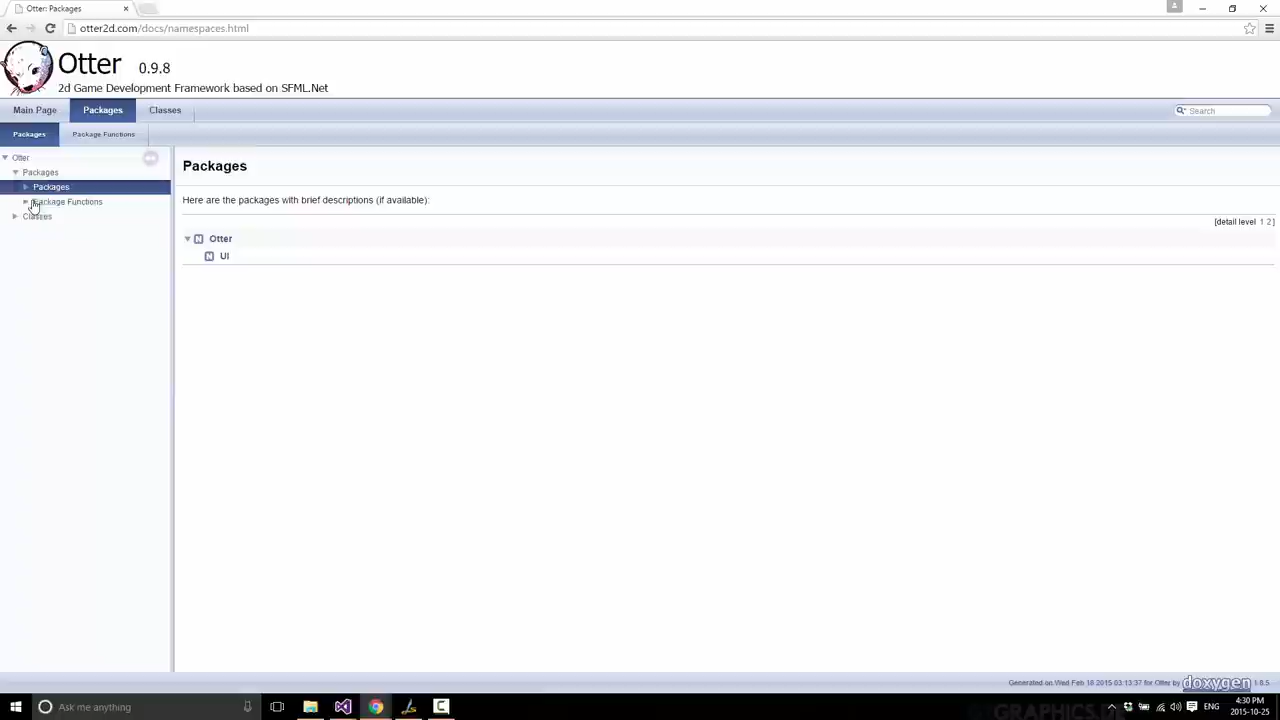 Otter: Packages
otter2d.com/docs/namespaces.html
Otter 0.9.8
2d Game Development Framework based on SFML.Net
Main Page Packages Classes Search
Packages Package Functions
Otter
Packages
Packages
Package Functions
Classes
Packages
Here are the packages with brief descriptions (if available):
[detail level 1 2]
N Otter
N UI
Generated on Wed Feb 18 2015 03:13:37 for Otter by doxygen 1.8.5
Ask me anything
ENG
4:30 PM
2015-10-25